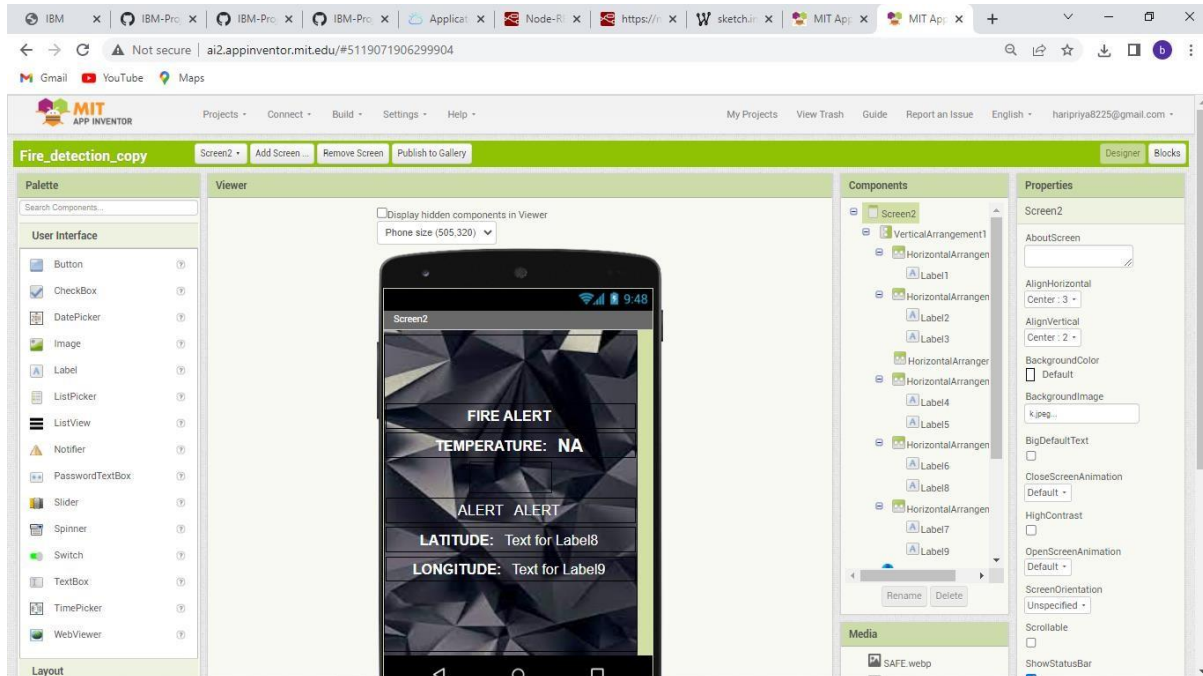 IBM
IBM-Pro
IBM-Pro
IBM-Pro
Applicat
Node-R
https://
sketch.in
MIT Ap
MIT Ap
Not secure ai2.appinventor.mit.edu/#5119071906299904
b
Gmail YouTube Maps
MIT
APP INVENTOR
Projects Connect Build Settings Help
My Projects View Trash Guide Report an Issue English haripriya8225@gmail.com
Fire_detection_copy
Screen2 Add Screen ... Remove Screen Publish to Gallery
Designer Blocks
Palette
Search Components...
User Interface
Button
CheckBox
DatePicker
Image
Label
ListPicker
ListView
Notifier
PasswordTextBox
Slider
Spinner
Switch
TextBox
TimePicker
WebViewer
Layout
Viewer
Display hidden components in Viewer
Phone size (505,320)
9:48
Screen2
FIRE ALERT
TEMPERATURE: NA
ALERT ALERT
LATITUDE: Text for Label8
LONGITUDE: Text for Label9
Components
Screen2
VerticalArrangement1
HorizontalArrangen
Label1
HorizontalArrangen
Label2
Label3
HorizontalArranger
HorizontalArrangen
Label4
Label5
HorizontalArrangen
Label6
Label8
HorizontalArrangen
Label7
Label9
Rename Delete
Media
SAFE.webp
Properties
Screen2
AboutScreen
AlignHorizontal
Center : 3
AlignVertical
Center : 2
BackgroundColor
Default
BackgroundImage
k.jpeg...
BigDefaultText
CloseScreenAnimation
Default
HighContrast
OpenScreenAnimation
Default
ScreenOrientation
Unspecified
Scrollable
ShowStatusBar